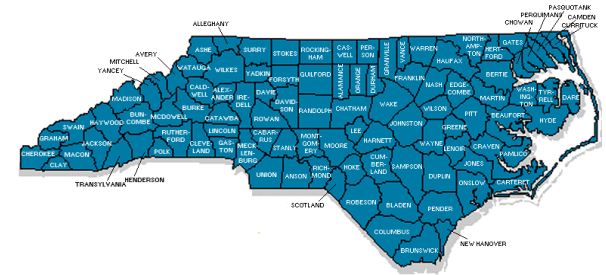 PASQUOTANK
PERQUIMANS
CHOWAN
CAMDEN
CURRITUCK
ALLEGHANY
ASHE
SURRY
STOKES
ROCKING-
HAM
CAS-
WELL
PER-
SON
GRANVILLE
VANCE
WARREN
NORTH-
AMP-
TON
HERT-
FORD
GATES
AVERY
MITCHELL
YANCEY
WATAUGA
WILKES
YADKIN
FORSYTH
GUILFORD
ALAMANCE
ORANGE
DURHAM
FRANKLIN
HALIFAX
BERTIE
NASH
EDGE-
COMBE
MARTIN
WASH-
ING-
TON
TYR-
RELL
DARE
MADISON
CALD-
WELL
ALEX-
ANDER
IRE-
DELL
DAVIE
DAVID-
SON
RANDOLPH
CHATHAM
WAKE
WILSON
PITT
BEAUFORT
HYDE
BUN-
COMBE
MCDOWELL
BURKE
CATAWBA
ROWAN
JOHNSTON
GREENE
SWAIN
HAYWOOD
RUTHER-
FORD
CLEVE-
LAND
LINCOLN
GAS-
TON
CABAR-
RUS
STANLY
MONT-
GOM-
ERY
MOORE
LEE
HARNETT
WAYNE
LENOIR
CRAVEN
PAMLICO
GRAHAM
JACKSON
CHEROKEE
MACON
CLAY
POLK
MECK-
LEN-
BURG
UNION
ANSON
RICH-
MOND
HOKE
CUM-
BER-
LAND
SAMPSON
DUPLIN
JONES
ONSLOW
CARTERET
TRANSYLVANIA
HENDERSON
SCOTLAND
ROBESON
BLADEN
PENDER
COLUMBUS
BRUNSWICK
NEW HANOVER